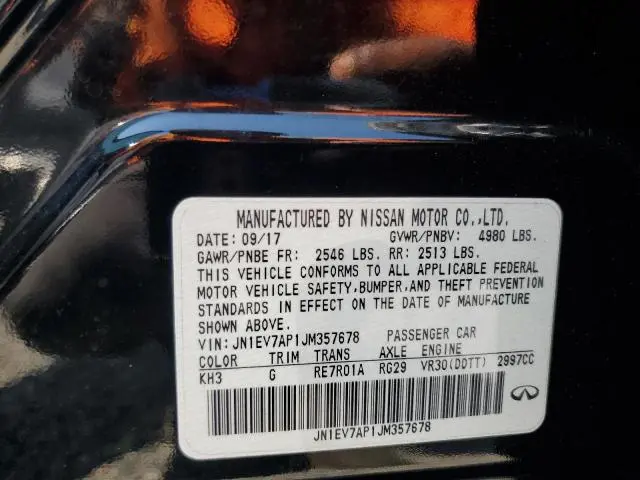 MANUFACTURED BY NISSAN MOTOR CO.,LTD.
DATE: 09/17 GVWR/PNBV: 4980 LBS.
GAWR/PNBE FR: 2546 LBS. RR: 2513 LBS.
THIS VEHICLE CONFORMS TO ALL APPLICABLE FEDERAL
MOTOR VEHICLE SAFETY,BUMPER,AND THEFT PREVENTION
STANDARDS IN EFFECT ON THE DATE OF MANUFACTURE
SHOWN ABOVE.
VIN: JN1EV7AP1JM357678 PASSENGER CAR
COLOR TRIM TRANS AXLE ENGINE
KH3 G RE7R01A RG29 VR30(DDTT) 2997CC
JN1EV7AP1JM357678